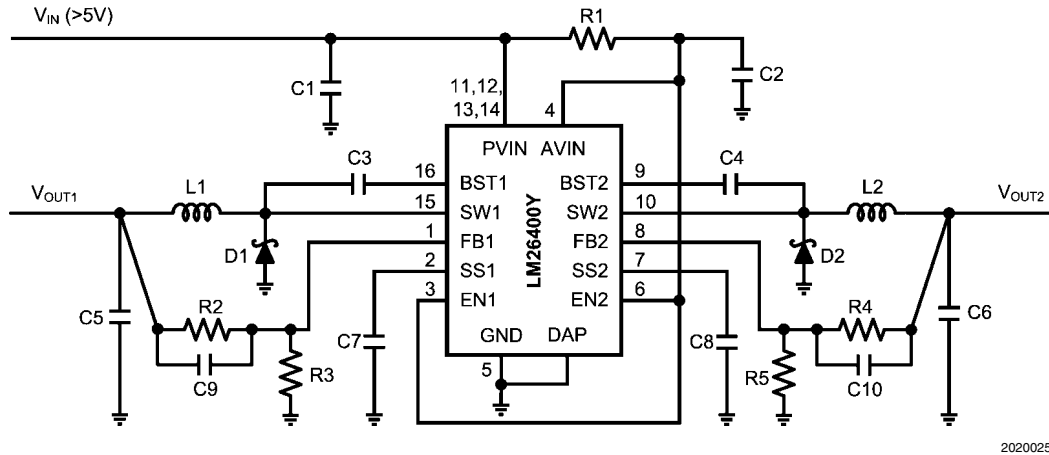 V_IN (>5V)
R1
C1
11,12,
13,14
4
C2
PVIN AVIN
LM26400Y
C3
16
BST1
BST2
9
C4
V_OUT1
L1
15
SW1
SW2
10
L2
V_OUT2
D1
1
FB1
FB2
8
D2
2
SS1
SS2
7
3
EN1
EN2
6
C5
R2
C9
R3
C7
GND DAP
5
C8
R5
R4
C10
C6
2020025